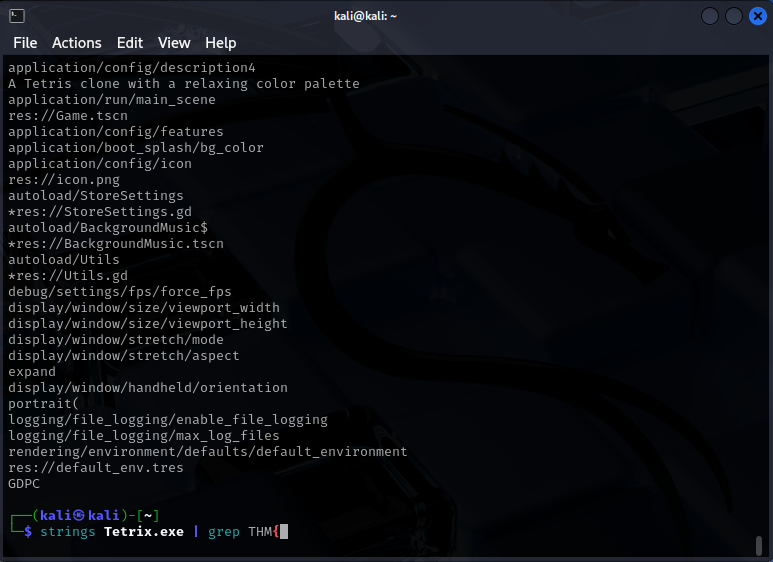 kali@kali: ~
File Actions Edit View Help
application/config/description4
A Tetris clone with a relaxing color palette
application/run/main_scene
res://Game.tscn
application/config/features
application/boot_splash/bg_color
application/config/icon
res://icon.png
autoload/StoreSettings
*res://StoreSettings.gd
autoload/BackgroundMusic$
*res://BackgroundMusic.tscn
autoload/Utils
*res://Utils.gd
debug/settings/fps/force_fps
display/window/size/viewport_width
display/window/size/viewport_height
display/window/stretch/mode
display/window/stretch/aspect
expand
display/window/handheld/orientation
portrait(
logging/file_logging/enable_file_logging
logging/file_logging/max_log_files
rendering/environment/defaults/default_environment
res://default_env.tres
GDPC
┌──(kali㉿kali)-[~]
└─$ strings Tetrix.exe | grep THM{